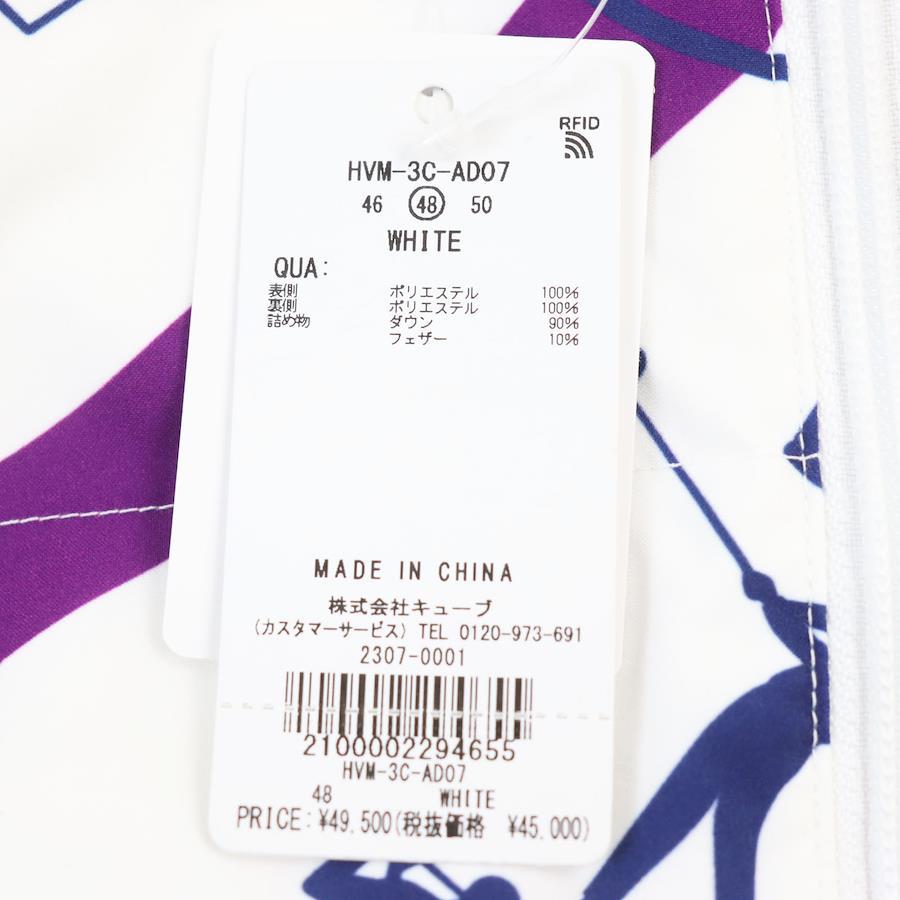 RFID
HVM-3C-AD07
46 48 50
WHITE
QUA:
表側 ポリエステル 100%
裏側 ポリエステル 100%
詰め物 ダウン 90%
フェザー 10%
MADE IN CHINA
株式会社キューブ
(カスタマーサービス) TEL 0120-973-691
2307-0001
2100002294655
HVM-3C-AD07
48 WHITE
PRICE:¥49,500(税抜価格 ¥45,000)